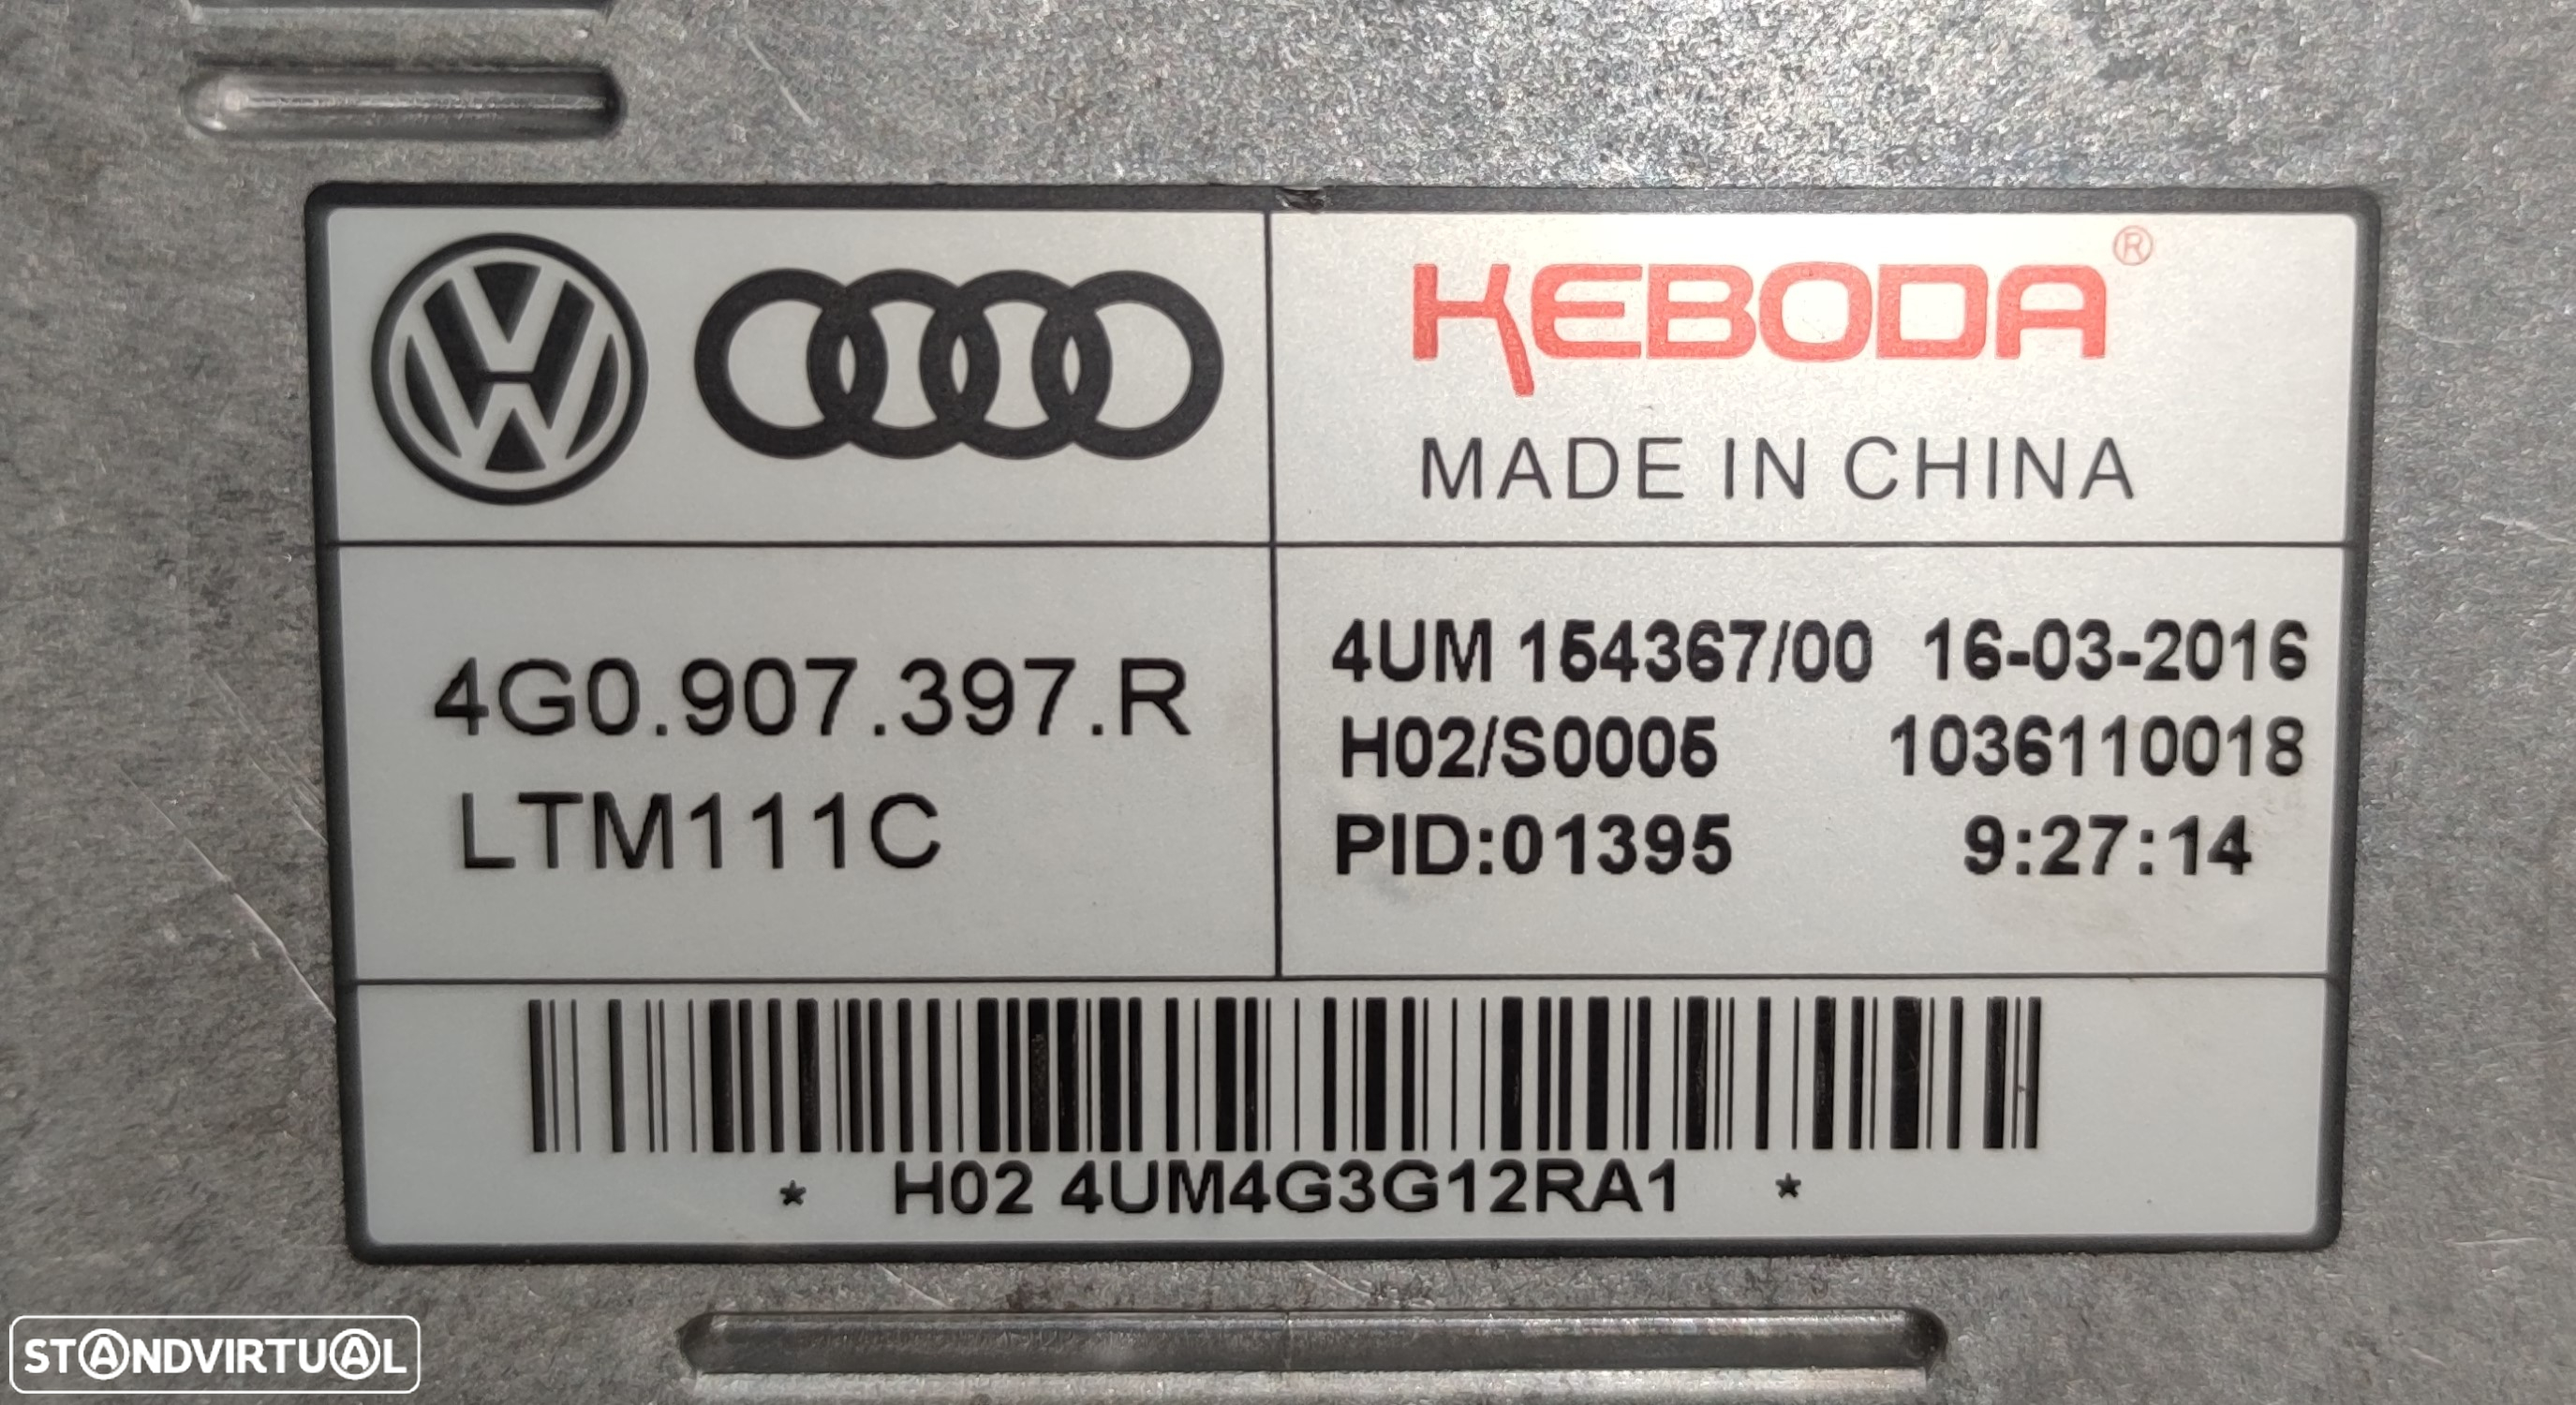 KEBODA®
MADE IN CHINA
4G0.907.397.R
LTM111C
4UM 154367/00 16-03-2016
H02/S0005 1036110018
PID:01395 9:27:14
* H02 4UM4G3G12RA1 *
STANDVIRTUAL